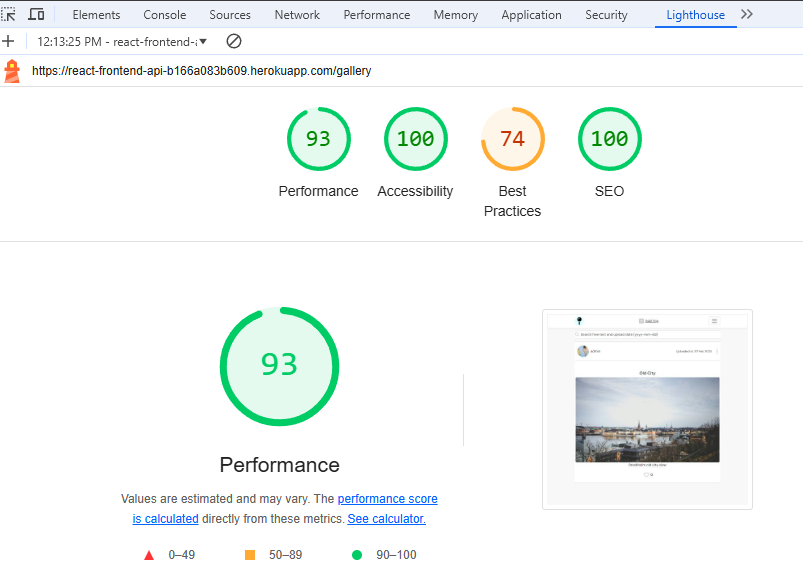 Elements Console Sources Network Performance Memory Application Security Lighthouse
12:13:25 PM - react-frontend-
https://react-frontend-api-b166a083b609.herokuapp.com/gallery
93 100 74 100
Performance Accessibility Best Practices SEO
93
Old City
Performance
Values are estimated and may vary. The performance score
is calculated directly from these metrics. See calculator.
0–49 50–89 90–100